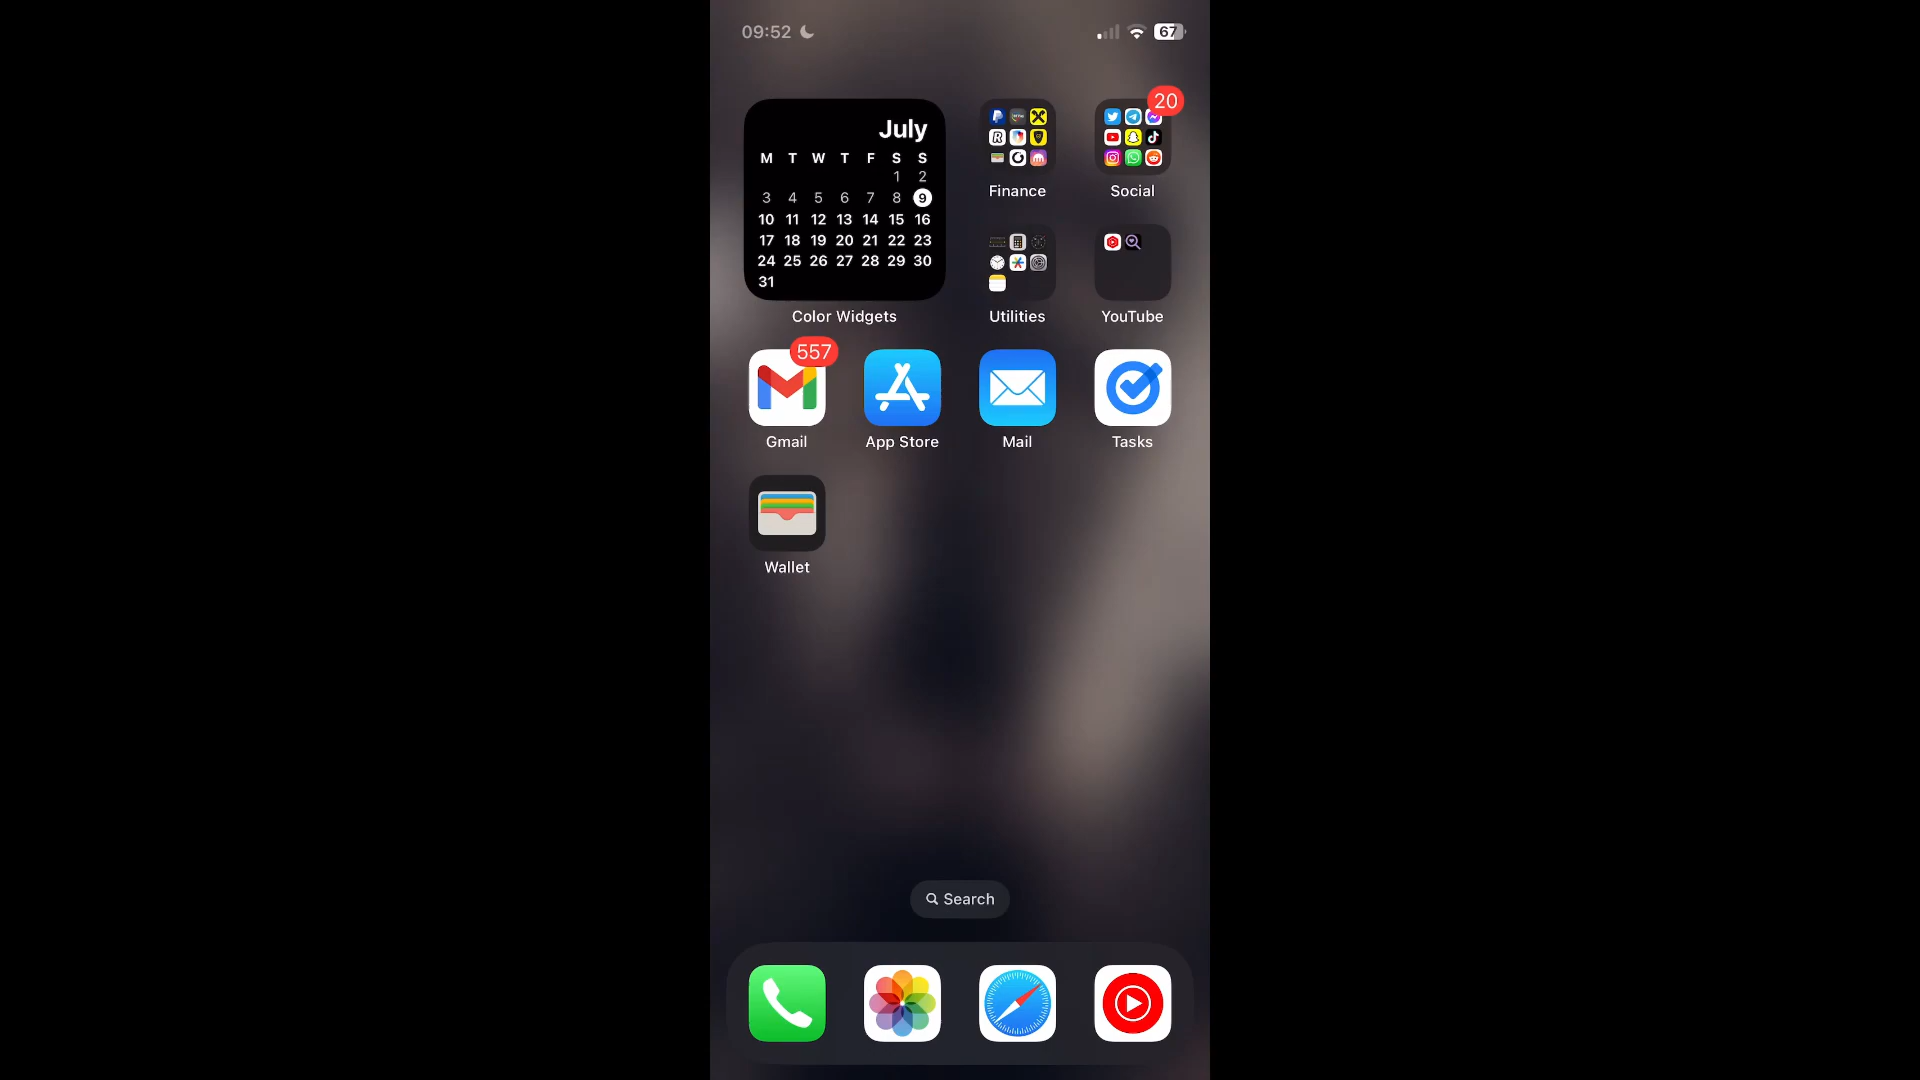 09:52
67
July
M T W T F S S
1 2
3 4 5 6 7 8 9
10 11 12 13 14 15 16
17 18 19 20 21 22 23
24 25 26 27 28 29 30
31
Color Widgets
Finance
20
Social
Utilities
YouTube
557
Gmail
App Store
Mail
Tasks
Wallet
Search